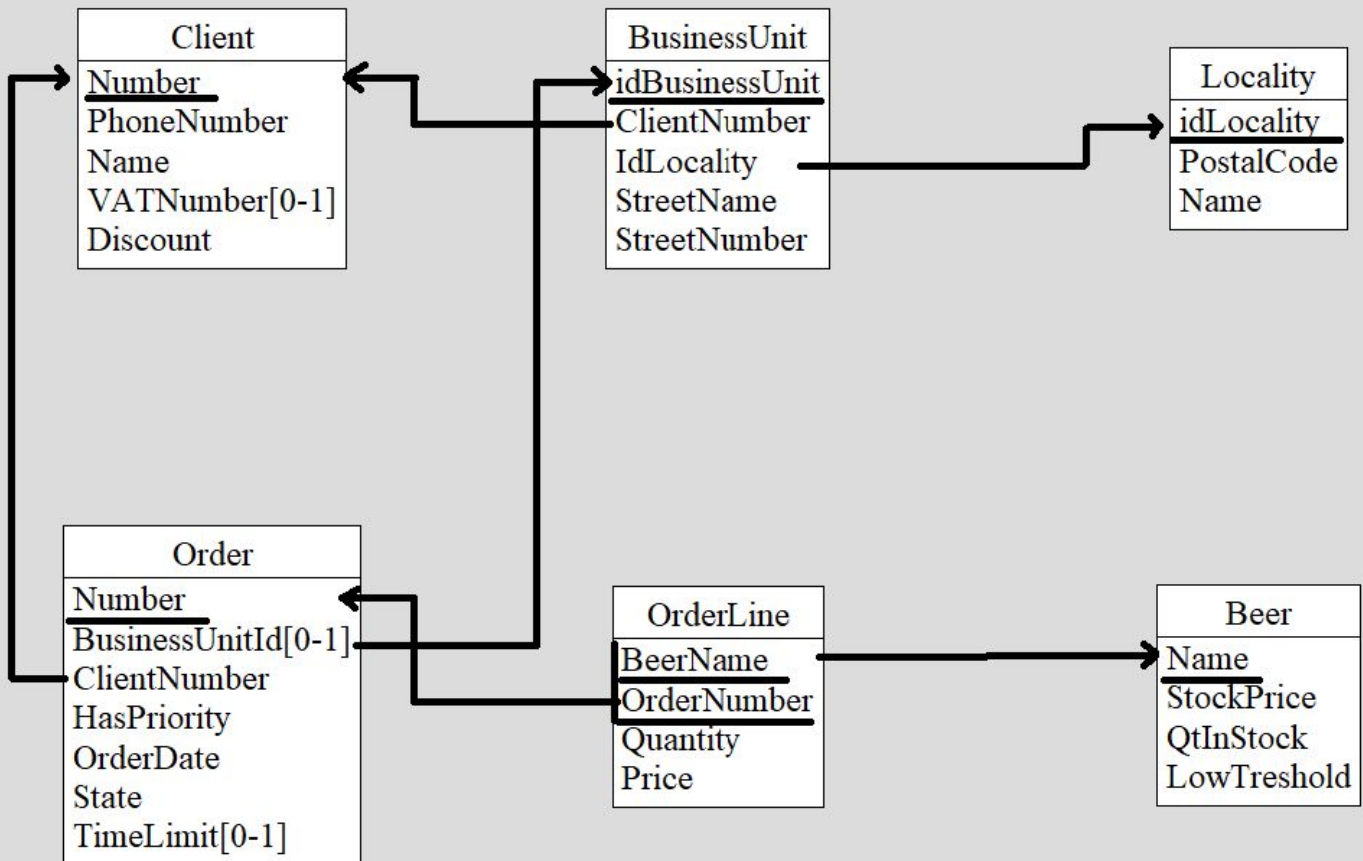 Client
Number
PhoneNumber
Name
VATNumber[0-1]
Discount
BusinessUnit
idBusinessUnit
ClientNumber
IdLocality
StreetName
StreetNumber
Locality
idLocality
PostalCode
Name
Order
Number
BusinessUnitId[0-1]
ClientNumber
HasPriority
OrderDate
State
TimeLimit[0-1]
OrderLine
BeerName
OrderNumber
Quantity
Price
Beer
Name
StockPrice
QtInStock
LowTreshold